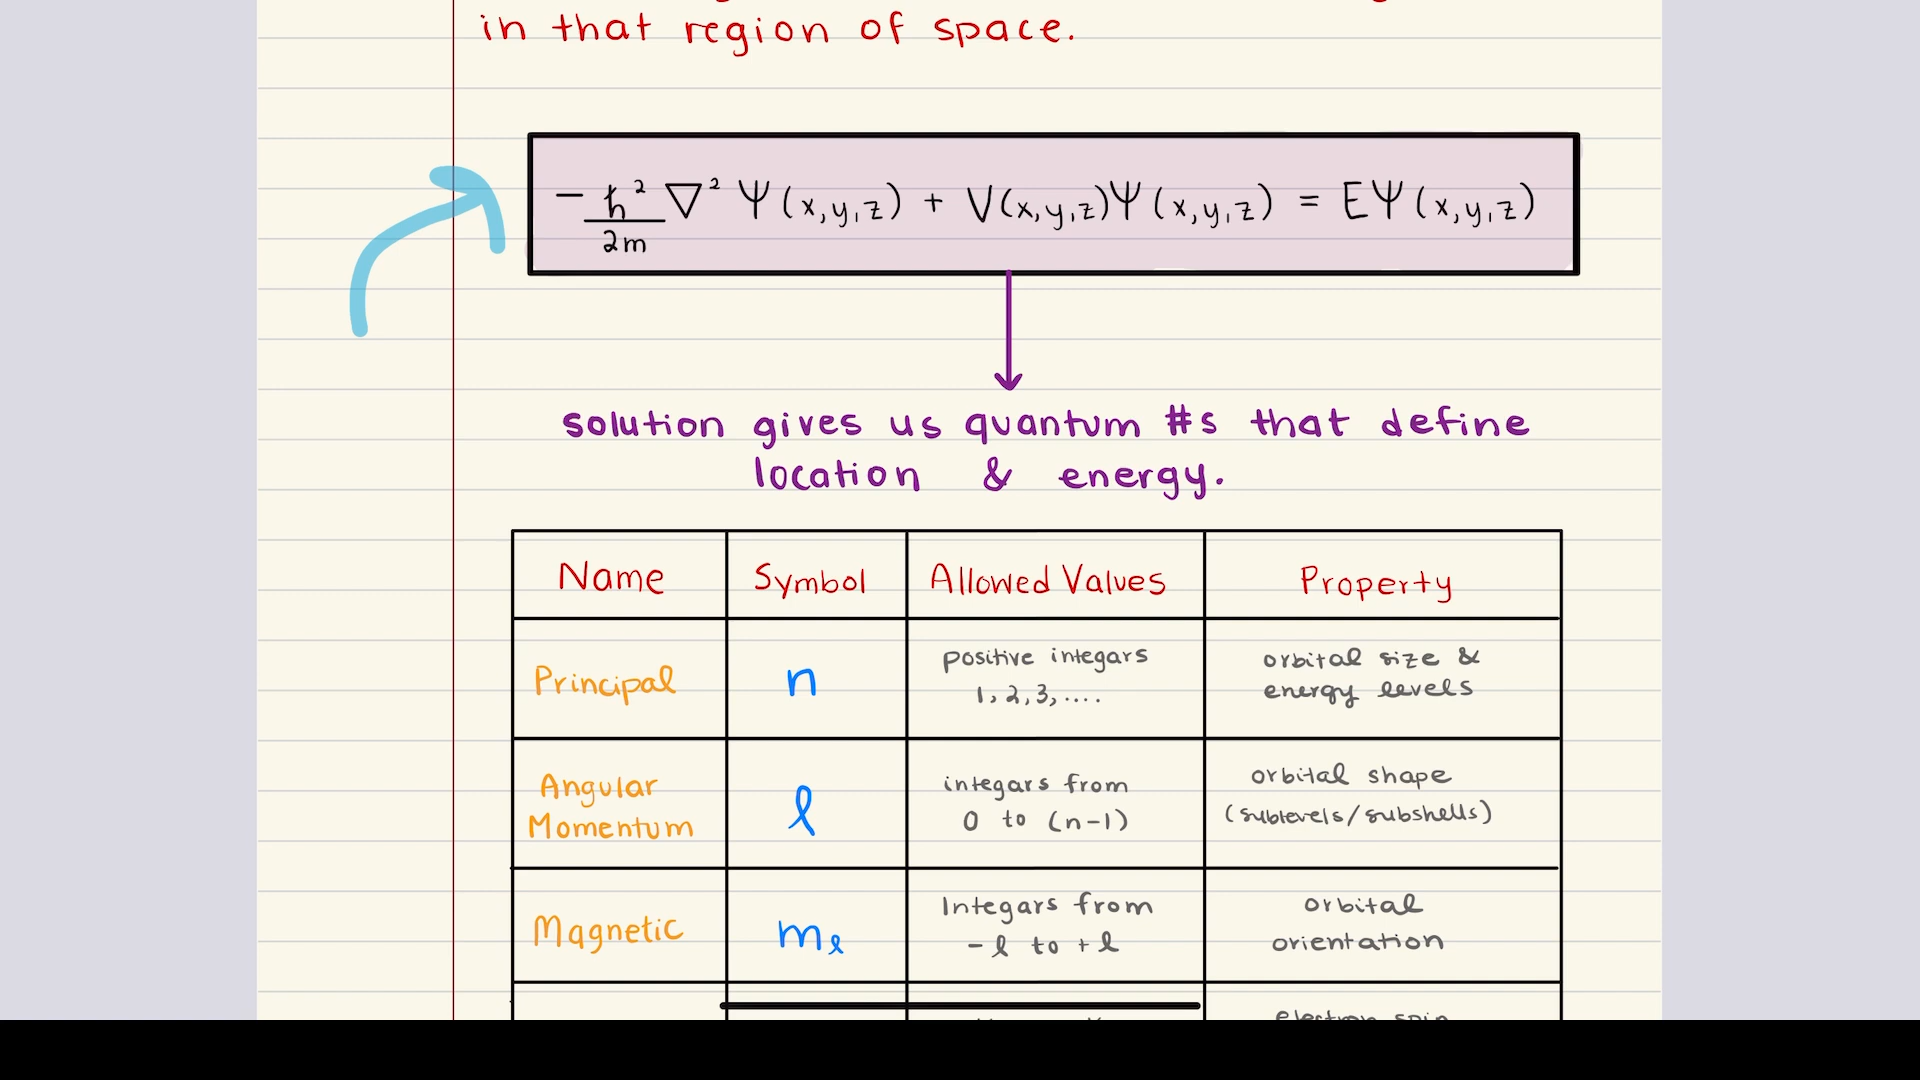 in that region of space.
-ħ²/2m ∇² Ψ(x,y,z) + V(x,y,z)Ψ(x,y,z) = EΨ(x,y,z)
solution gives us quantum #s that define
location & energy.
Name Symbol Allowed Values Property
Principal n positive integars 1, 2, 3, .... orbital size & energy levels
Angular Momentum ℓ integars from 0 to (n-1) orbital shape (sublevels/subshells)
Magnetic mℓ Integars from -ℓ to +ℓ orbital orientation
electron spin